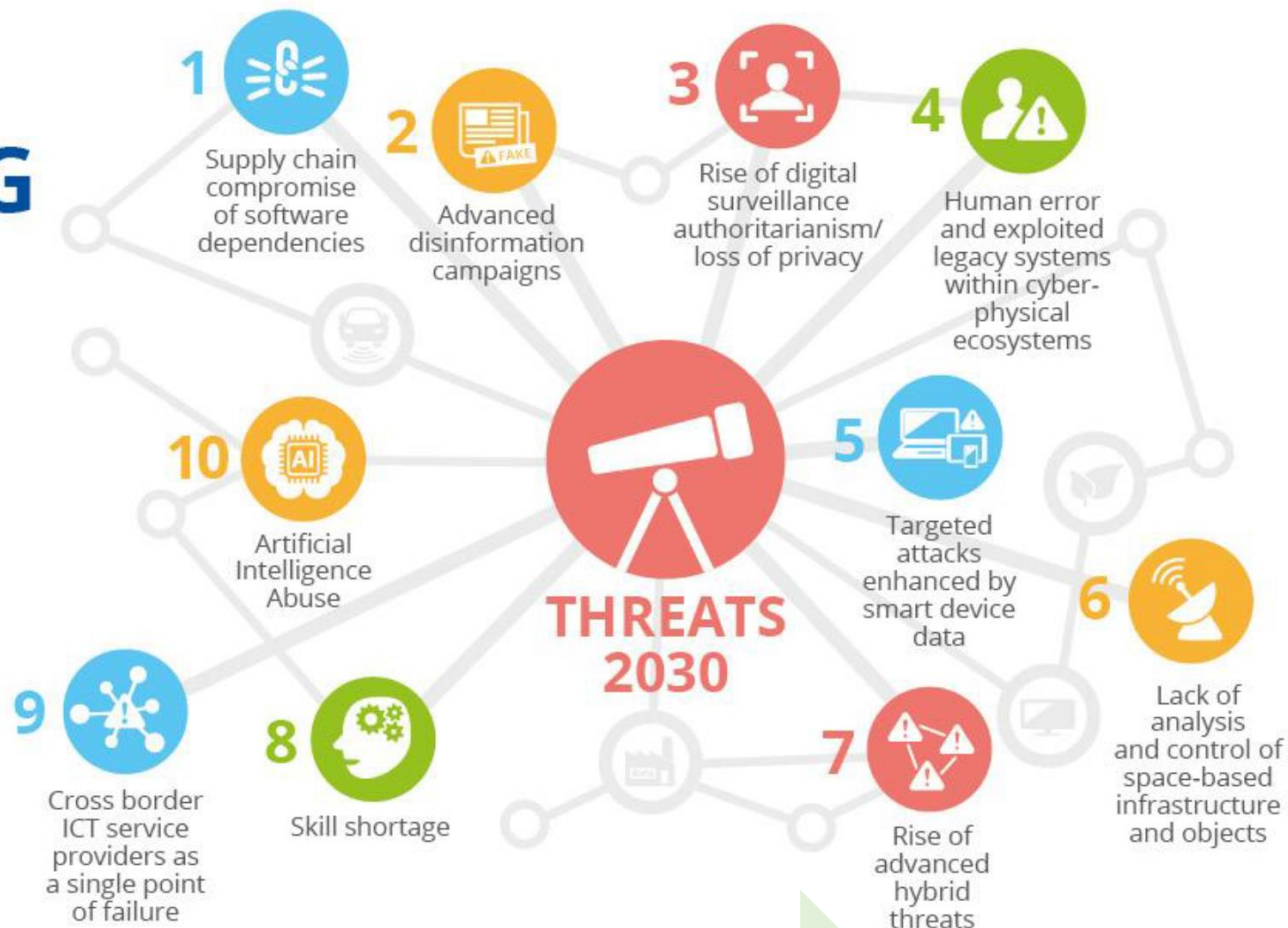 G
1
Supply chain
compromise
of software
dependencies
2
FAKE
Advanced
disinformation
campaigns
3
Rise of digital
surveillance
authoritarianism/
loss of privacy
4
Human error
and exploited
legacy systems
within cyber-
physical
ecosystems
5
Targeted
attacks
enhanced by
smart device
data
6
Lack of
analysis
and control of
space-based
infrastructure
and objects
7
Rise of
advanced
hybrid
threats
8
Skill shortage
9
Cross border
ICT service
providers as
a single point
of failure
10
AI
Artificial
Intelligence
Abuse
THREATS
2030